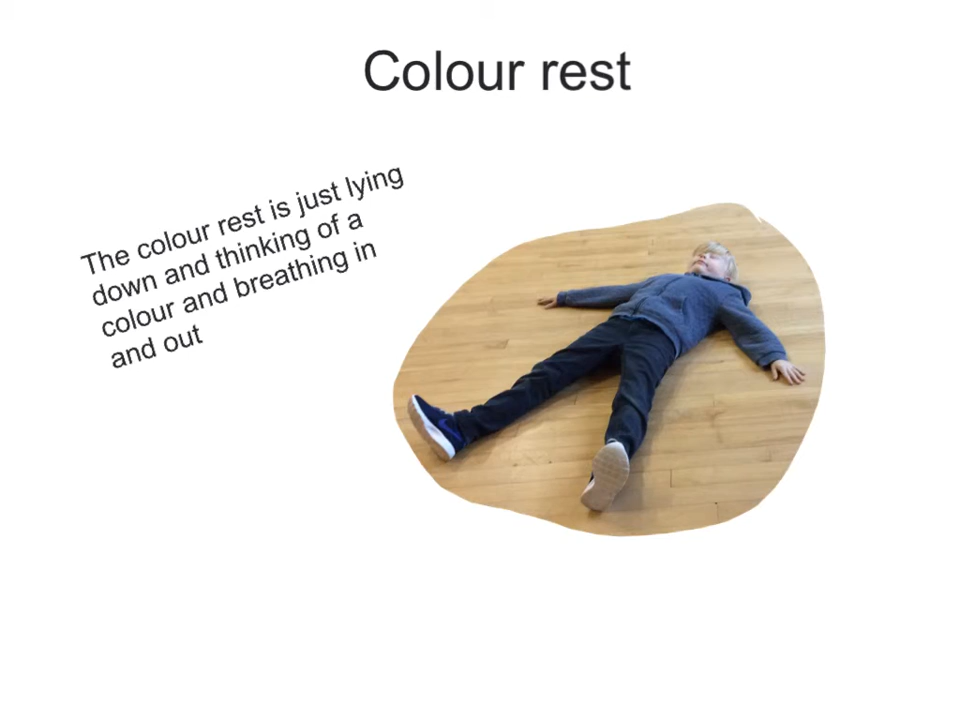 Colour rest
The colour rest is just lying
down and thinking of a
colour and breathing in
and out